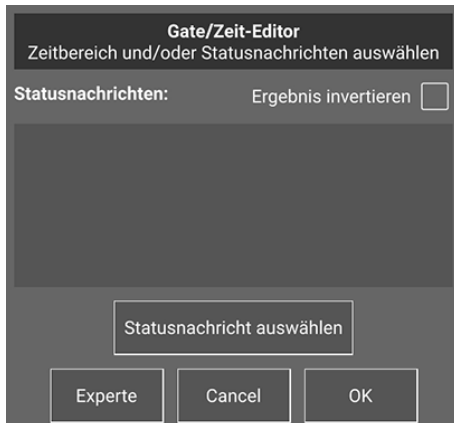 Gate/Zeit-Editor
Zeitbereich und/oder Statusnachrichten auswählen
Statusnachrichten: Ergebnis invertieren
Statusnachricht auswählen
Experte Cancel OK